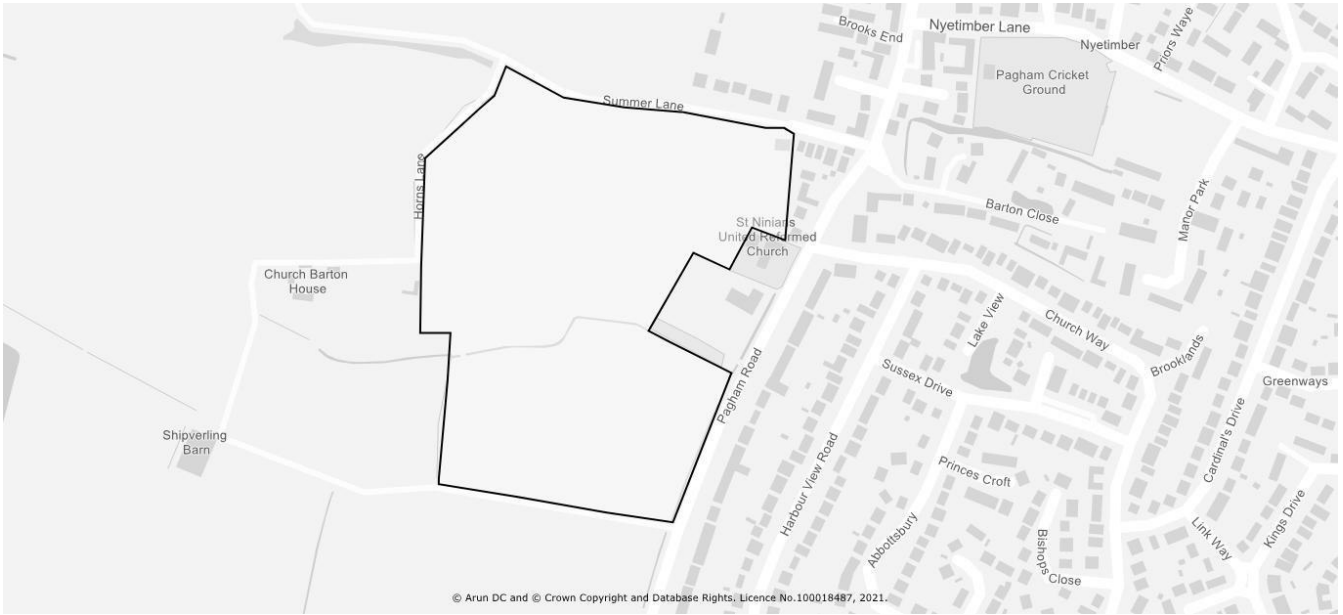 Brooks End
Nyetimber Lane
Nyetimber
Priors Waye
Pagham Cricket
Ground
Summer Lane
Horns Lane
Manor Park
Barton Close
St Ninians
United Reformed
Church
Church Barton
House
Lake View
Church Way
Brooklands
Greenways
Sussex Drive
Pagham Road
Cardinal's Drive
Shipverling
Barn
Harbour View Road
Princes Croft
Abbottsbury
Bishops
Close
Link Way
Kings Drive
© Arun DC and © Crown Copyright and Database Rights. Licence No.100018487, 2021.